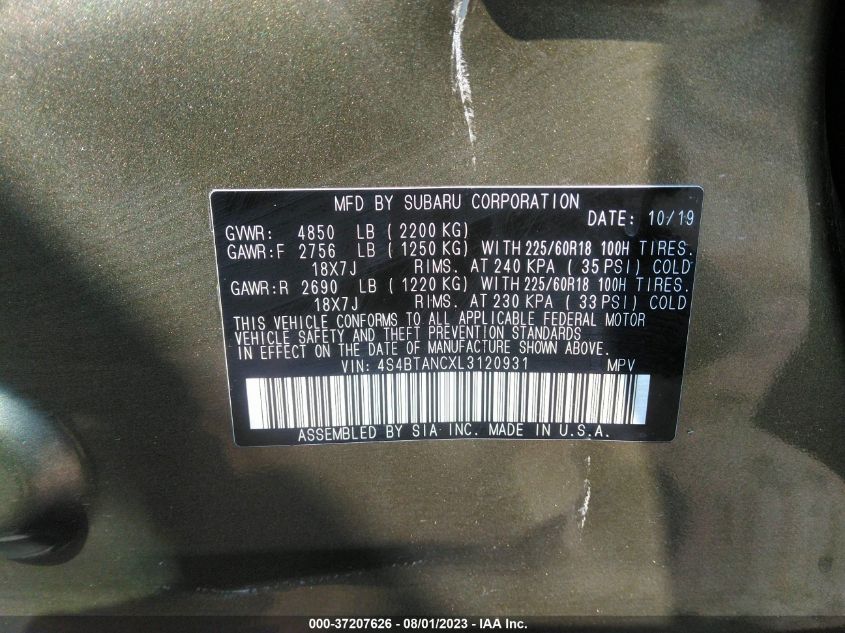 MFD BY SUBARU CORPORATION
DATE: 10/19
GVWR: 4850 LB (2200 KG)
GAWR:F 2756 LB (1250 KG) WITH 225/60R18 100H TIRES.
18X7J RIMS. AT 240 KPA (35 PSI) COLD
GAWR:R 2690 LB (1220 KG) WITH 225/60R18 100H TIRES.
18X7J RIMS. AT 230 KPA (33 PSI) COLD
THIS VEHICLE CONFORMS TO ALL APPLICABLE FEDERAL MOTOR
VEHICLE SAFETY AND THEFT PREVENTION STANDARDS
IN EFFECT ON THE DATE OF MANUFACTURE SHOWN ABOVE.
VIN: 4S4BTANCXL3120931 MPV
ASSEMBLED BY SIA INC. MADE IN U.S.A.
000-37207626 - 08/01/2023 - IAA Inc.